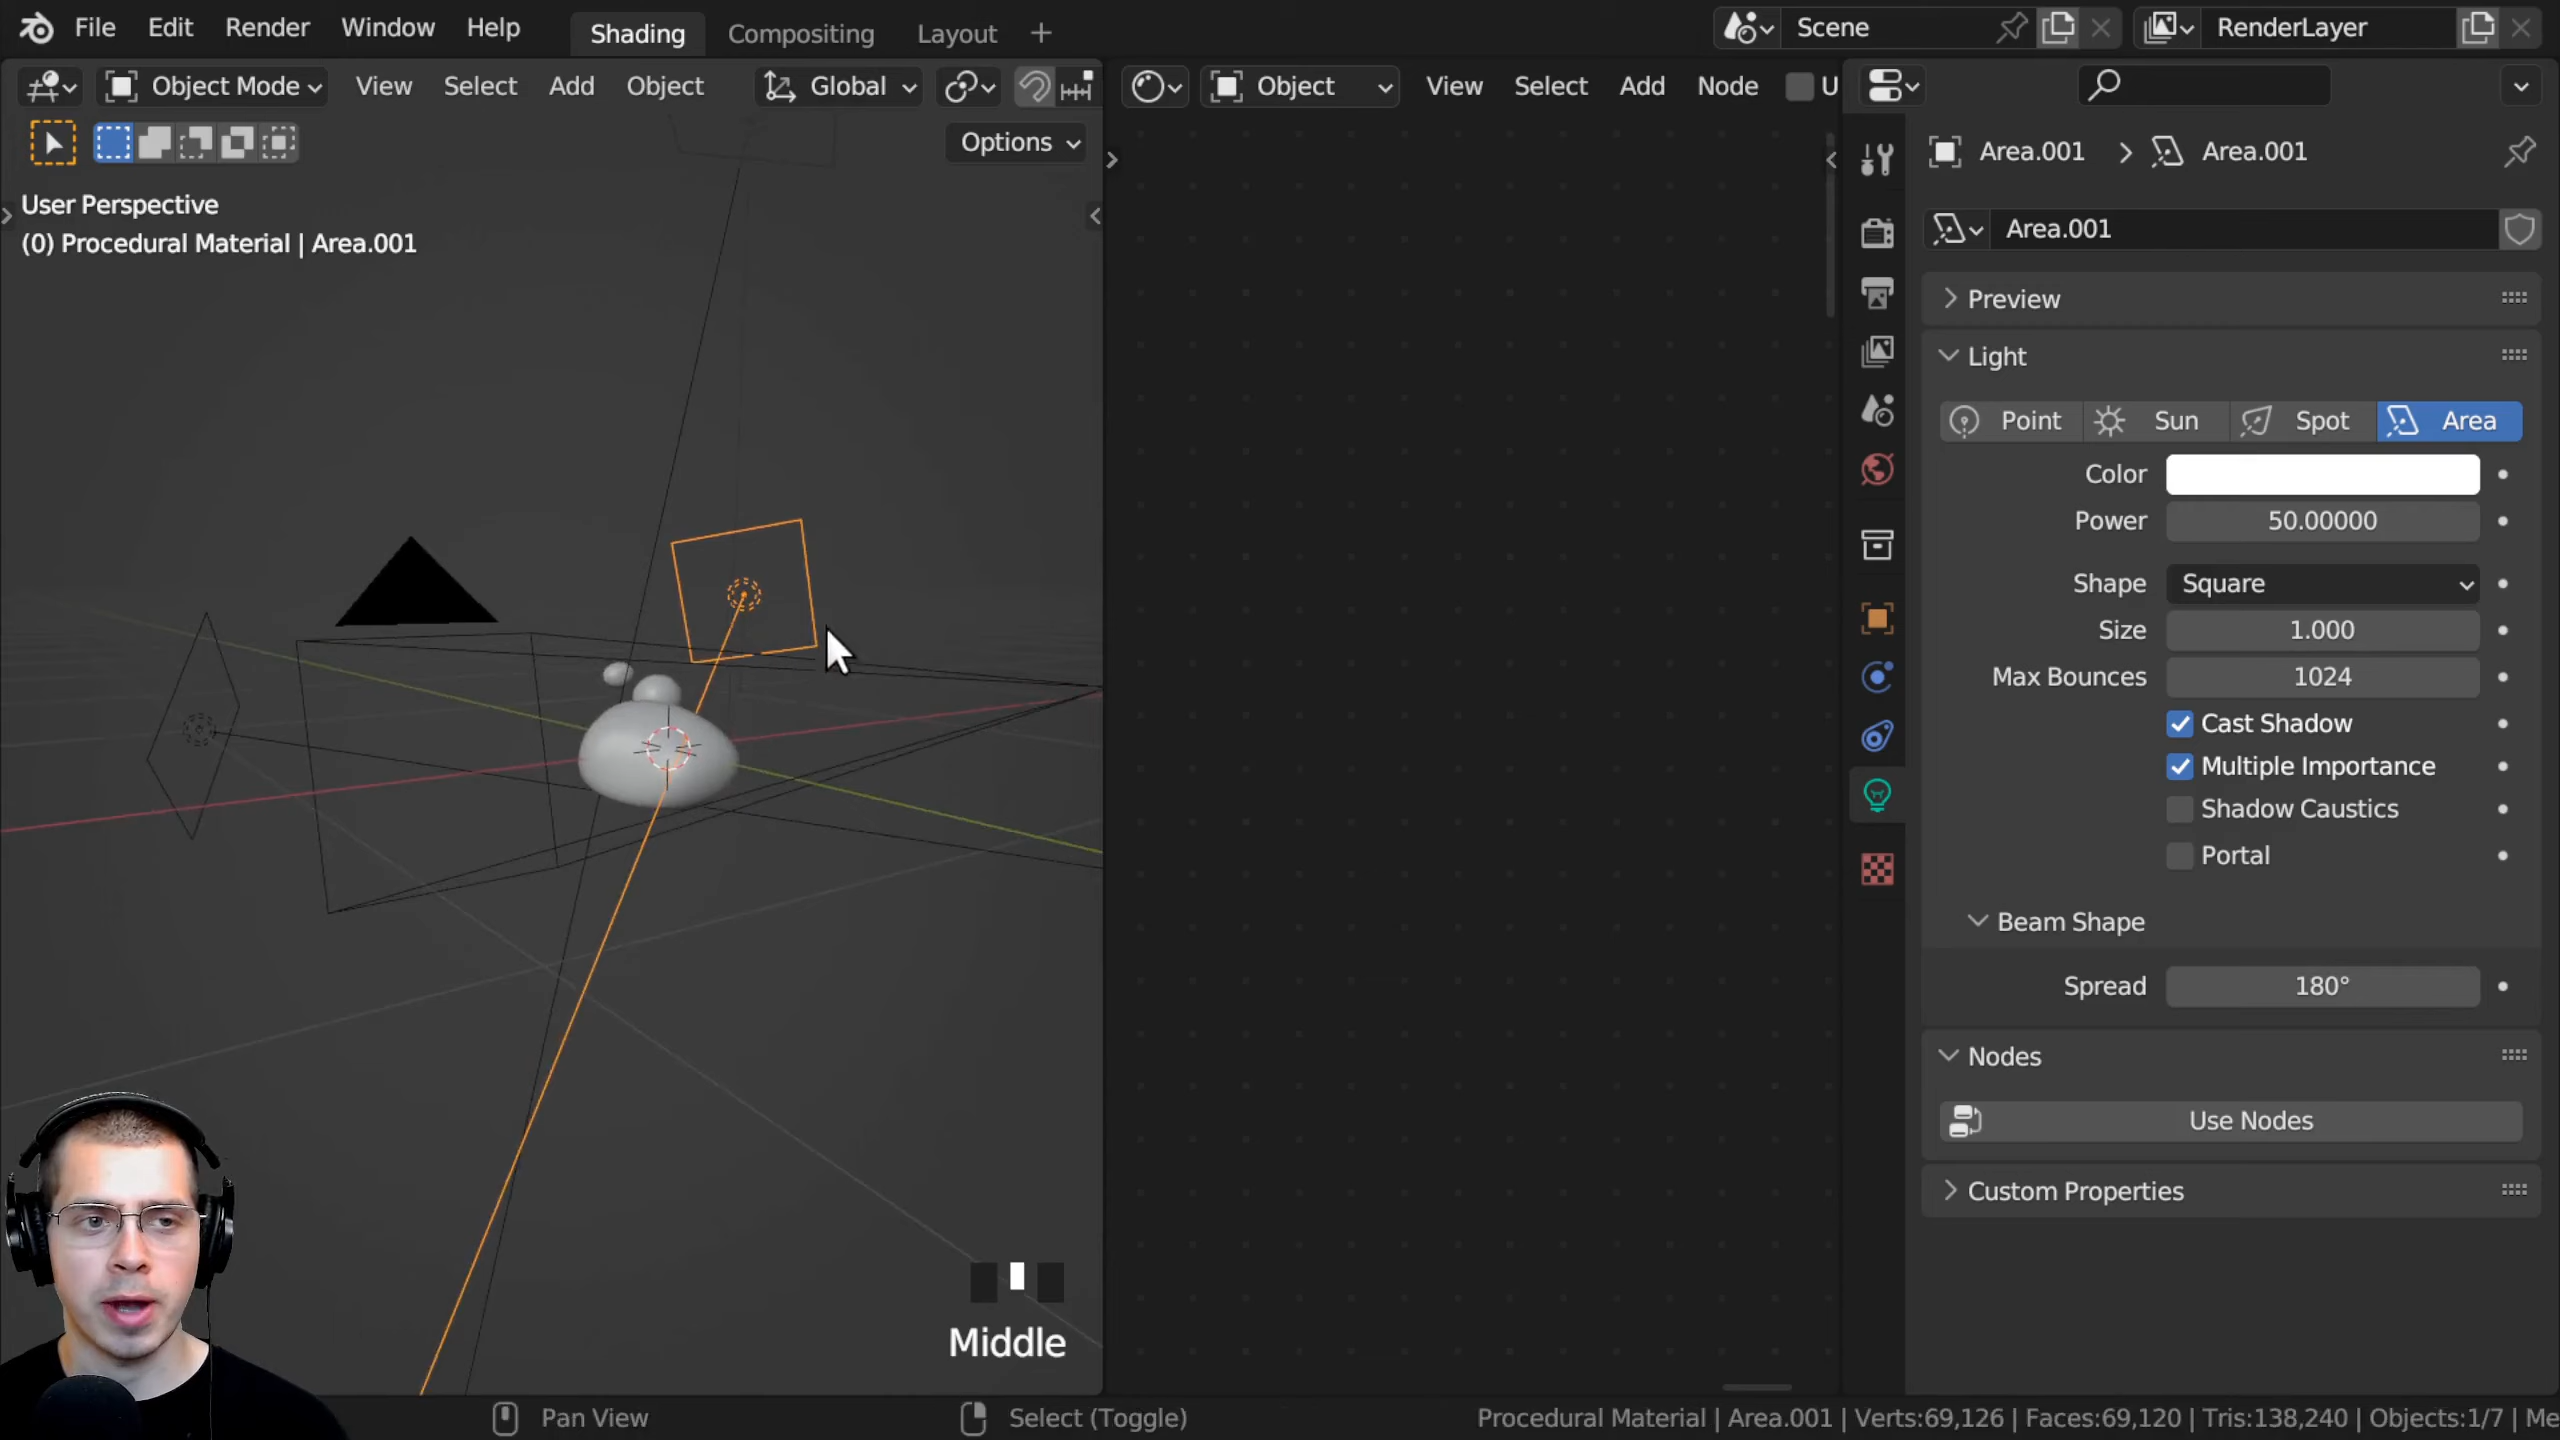 File Edit Render Window Help Shading Compositing Layout + Scene RenderLayer
Object Mode View Select Add Object Global Object View Select Add Node U
Options
User Perspective
(0) Procedural Material | Area.001
Area.001 > Area.001
Area.001
Preview
Light
Point Sun Spot Area
Color
Power 50.00000
Shape Square
Size 1.000
Max Bounces 1024
Cast Shadow
Multiple Importance
Shadow Caustics
Portal
Beam Shape
Spread 180°
Nodes
Use Nodes
Custom Properties
Middle
Pan View Select (Toggle) Procedural Material | Area.001 | Verts:69,126 | Faces:69,120 | Tris:138,240 | Objects:1/7 | Me